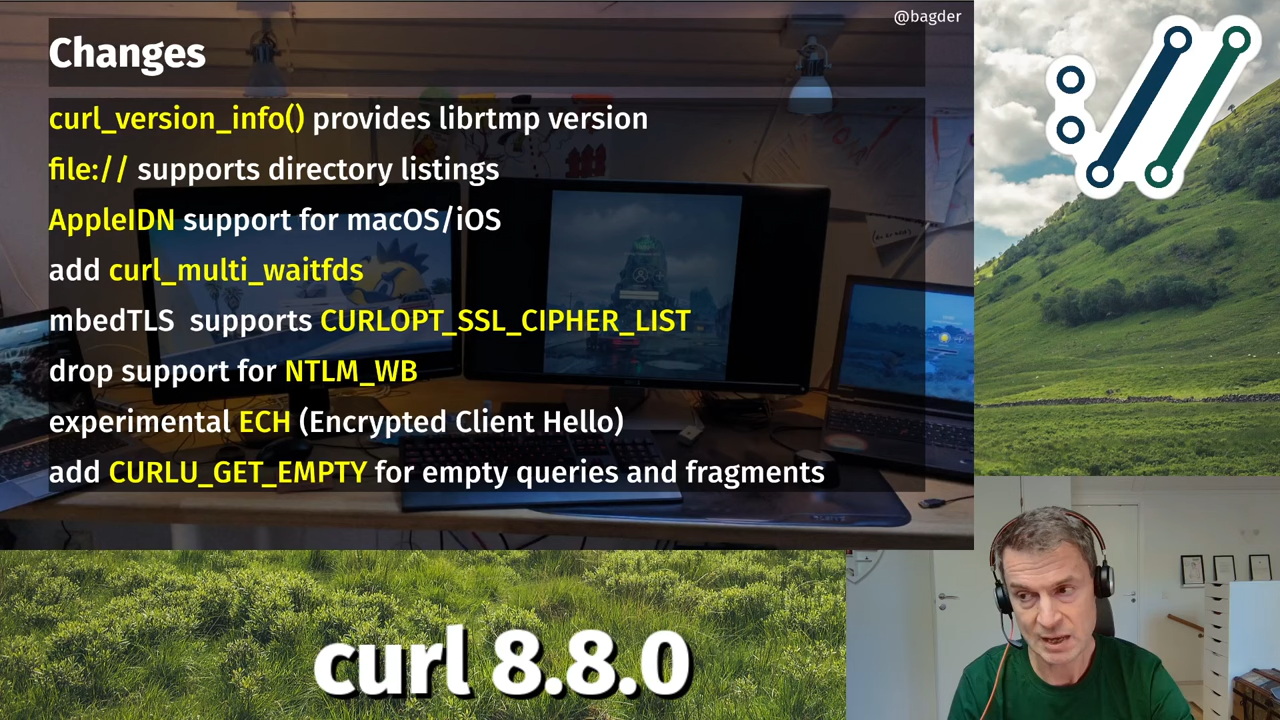 @bagder
Changes
curl_version_info() provides librtmp version
file:// supports directory listings
AppleIDN support for macOS/iOS
add curl_multi_waitfds
mbedTLS  supports CURLOPT_SSL_CIPHER_LIST
drop support for NTLM_WB
experimental ECH (Encrypted Client Hello)
add CURLU_GET_EMPTY for empty queries and fragments
curl 8.8.0